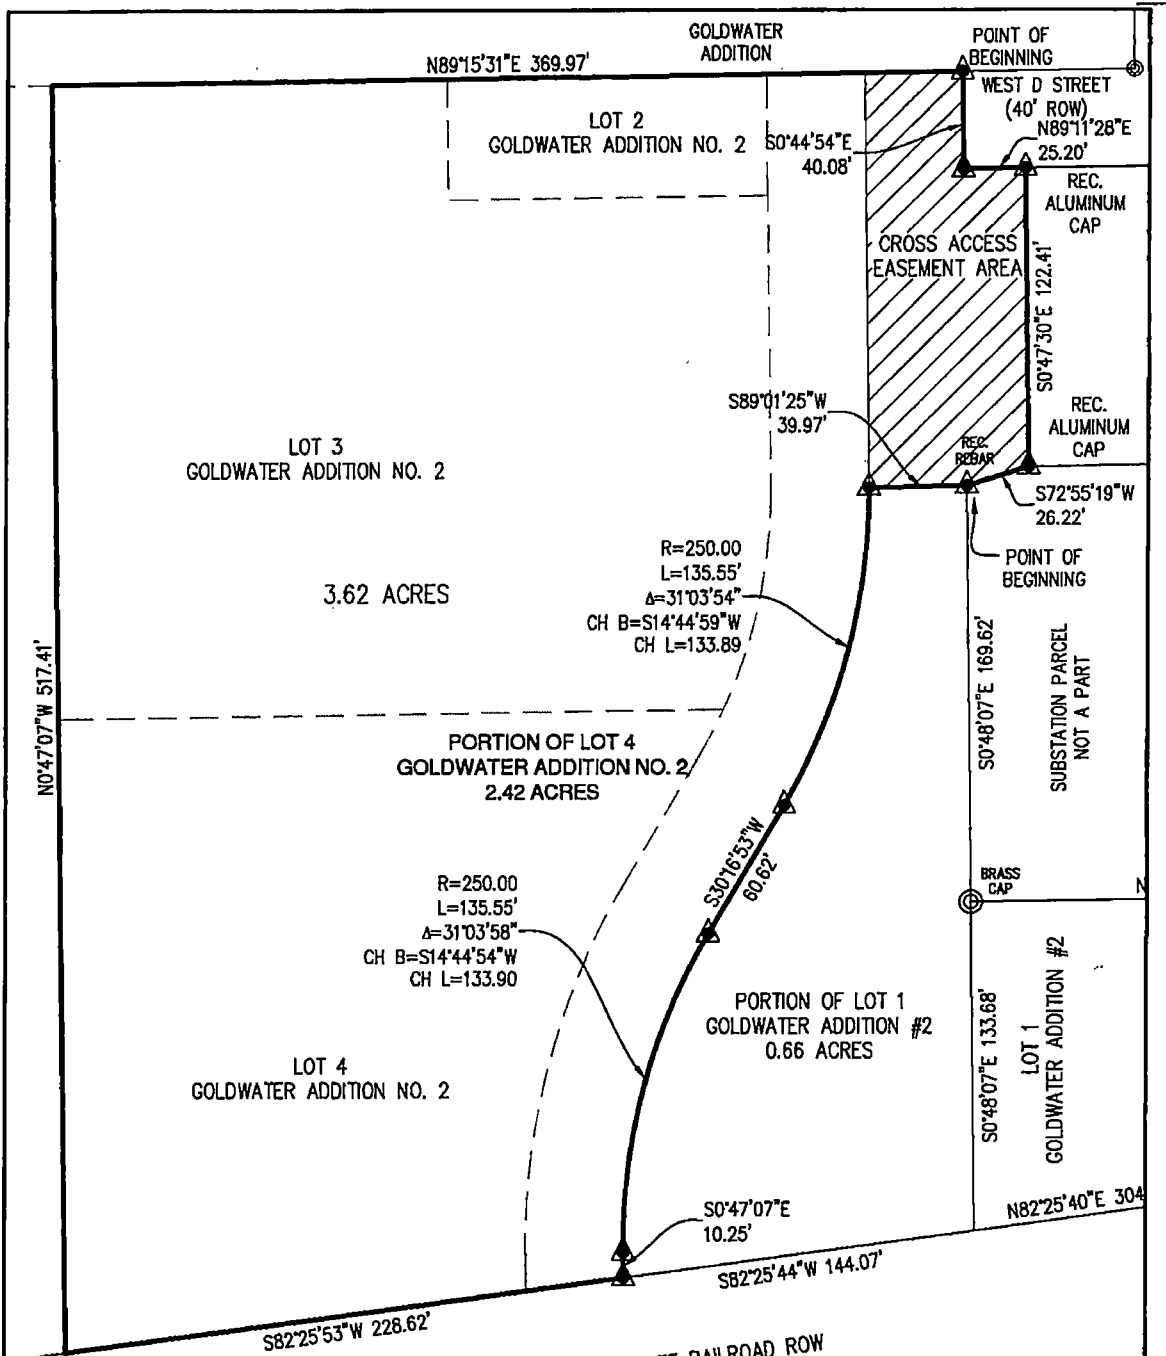 GOLDWATER
ADDITION
POINT OF
BEGINNING
N89°15'31"E 369.97'
WEST D STREET
(40' ROW)
N89°11'28"E
25.20'
LOT 2
GOLDWATER ADDITION NO. 2
S0°44'54"E
40.08'
REC.
ALUMINUM
CAP
CROSS ACCESS
EASEMENT AREA
S0°47'30"E 122.41'
S89°01'25"W
39.97'
REC.
REBAR
REC.
ALUMINUM
CAP
LOT 3
GOLDWATER ADDITION NO. 2
S72°55'19"W
26.22'
POINT OF
BEGINNING
R=250.00
L=135.55'
Δ=31°03'54"
CH B=S14°44'59"W
CH L=133.89
3.62 ACRES
N0°47'07"W 517.41'
S0°48'07"E 169.62'
SUBSTATION PARCEL
NOT A PART
PORTION OF LOT 4
GOLDWATER ADDITION NO. 2
2.42 ACRES
S30°16'53"W
60.62'
BRASS
CAP
N
R=250.00
L=135.55'
Δ=31°03'58"
CH B=S14°44'54"W
CH L=133.90
PORTION OF LOT 1
GOLDWATER ADDITION #2
0.66 ACRES
S0°48'07"E 133.68'
LOT 1
GOLDWATER ADDITION #2
LOT 4
GOLDWATER ADDITION NO. 2
S0°47'07"E
10.25'
N82°25'40"E 304
S82°25'44"W 144.07'
S82°25'53"W 228.62'
RAILROAD ROW